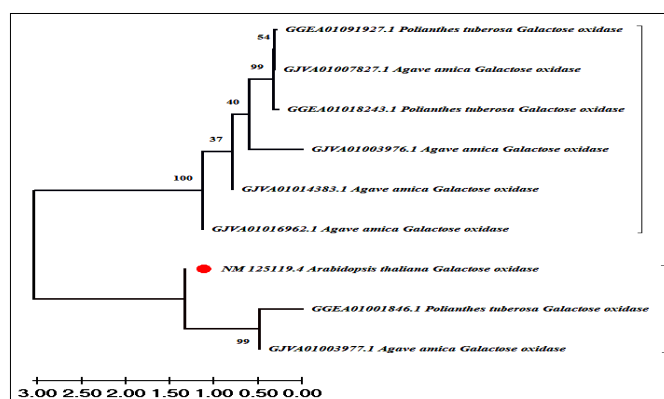 54
GGEA01091927.1 Polianthes tuberosa Galactose oxidase
99
GJVA01007827.1 Agave amica Galactose oxidase
40
GGEA01018243.1 Polianthes tuberosa Galactose oxidase
37
GJVA01003976.1 Agave amica Galactose oxidase
100
GJVA01014383.1 Agave amica Galactose oxidase
GJVA01016962.1 Agave amica Galactose oxidase
NM 125119.4 Arabidopsis thaliana Galactose oxidase
GGEA01001846.1 Polianthes tuberosa Galactose oxidase
99
GJVA01003977.1 Agave amica Galactose oxidase
3.00 2.50 2.00 1.50 1.00 0.50 0.00